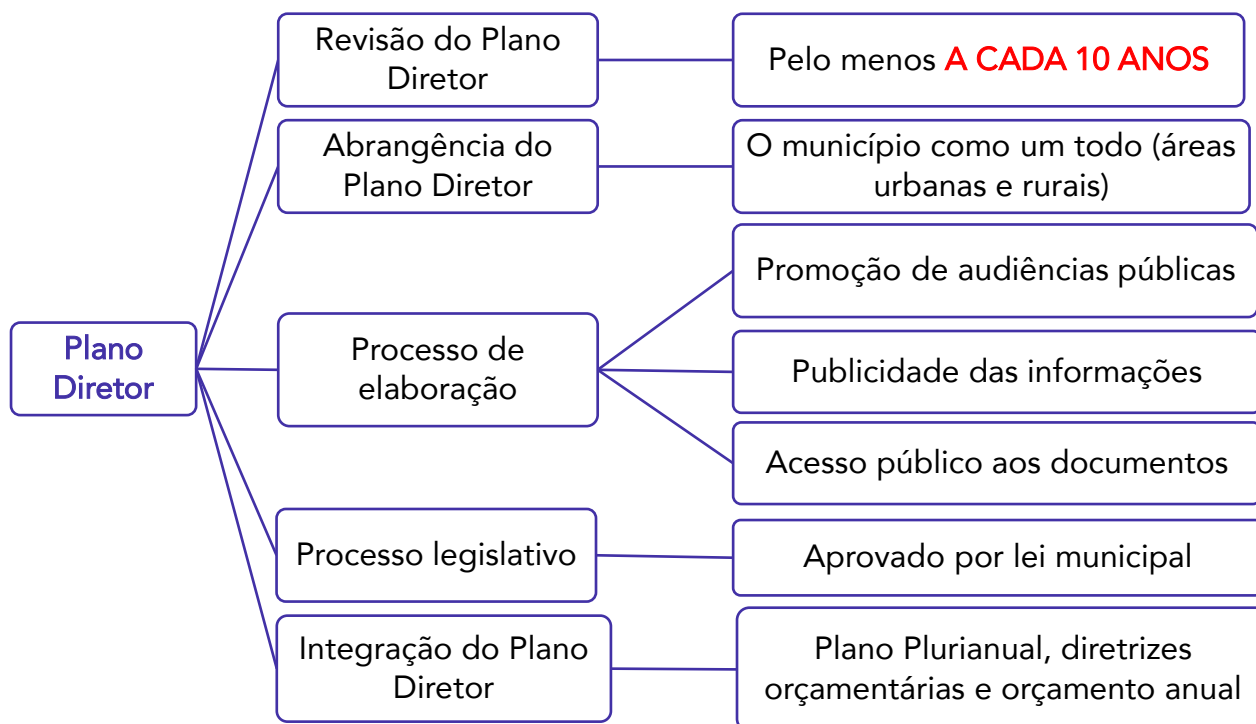 Plano
Diretor
Revisão do Plano
Diretor
Pelo menos A CADA 10 ANOS
Abrangência do
Plano Diretor
O município como um todo (áreas
urbanas e rurais)
Processo de
elaboração
Promoção de audiências públicas
Publicidade das informações
Acesso público aos documentos
Processo legislativo
Aprovado por lei municipal
Integração do Plano
Diretor
Plano Plurianual, diretrizes
orçamentárias e orçamento anual